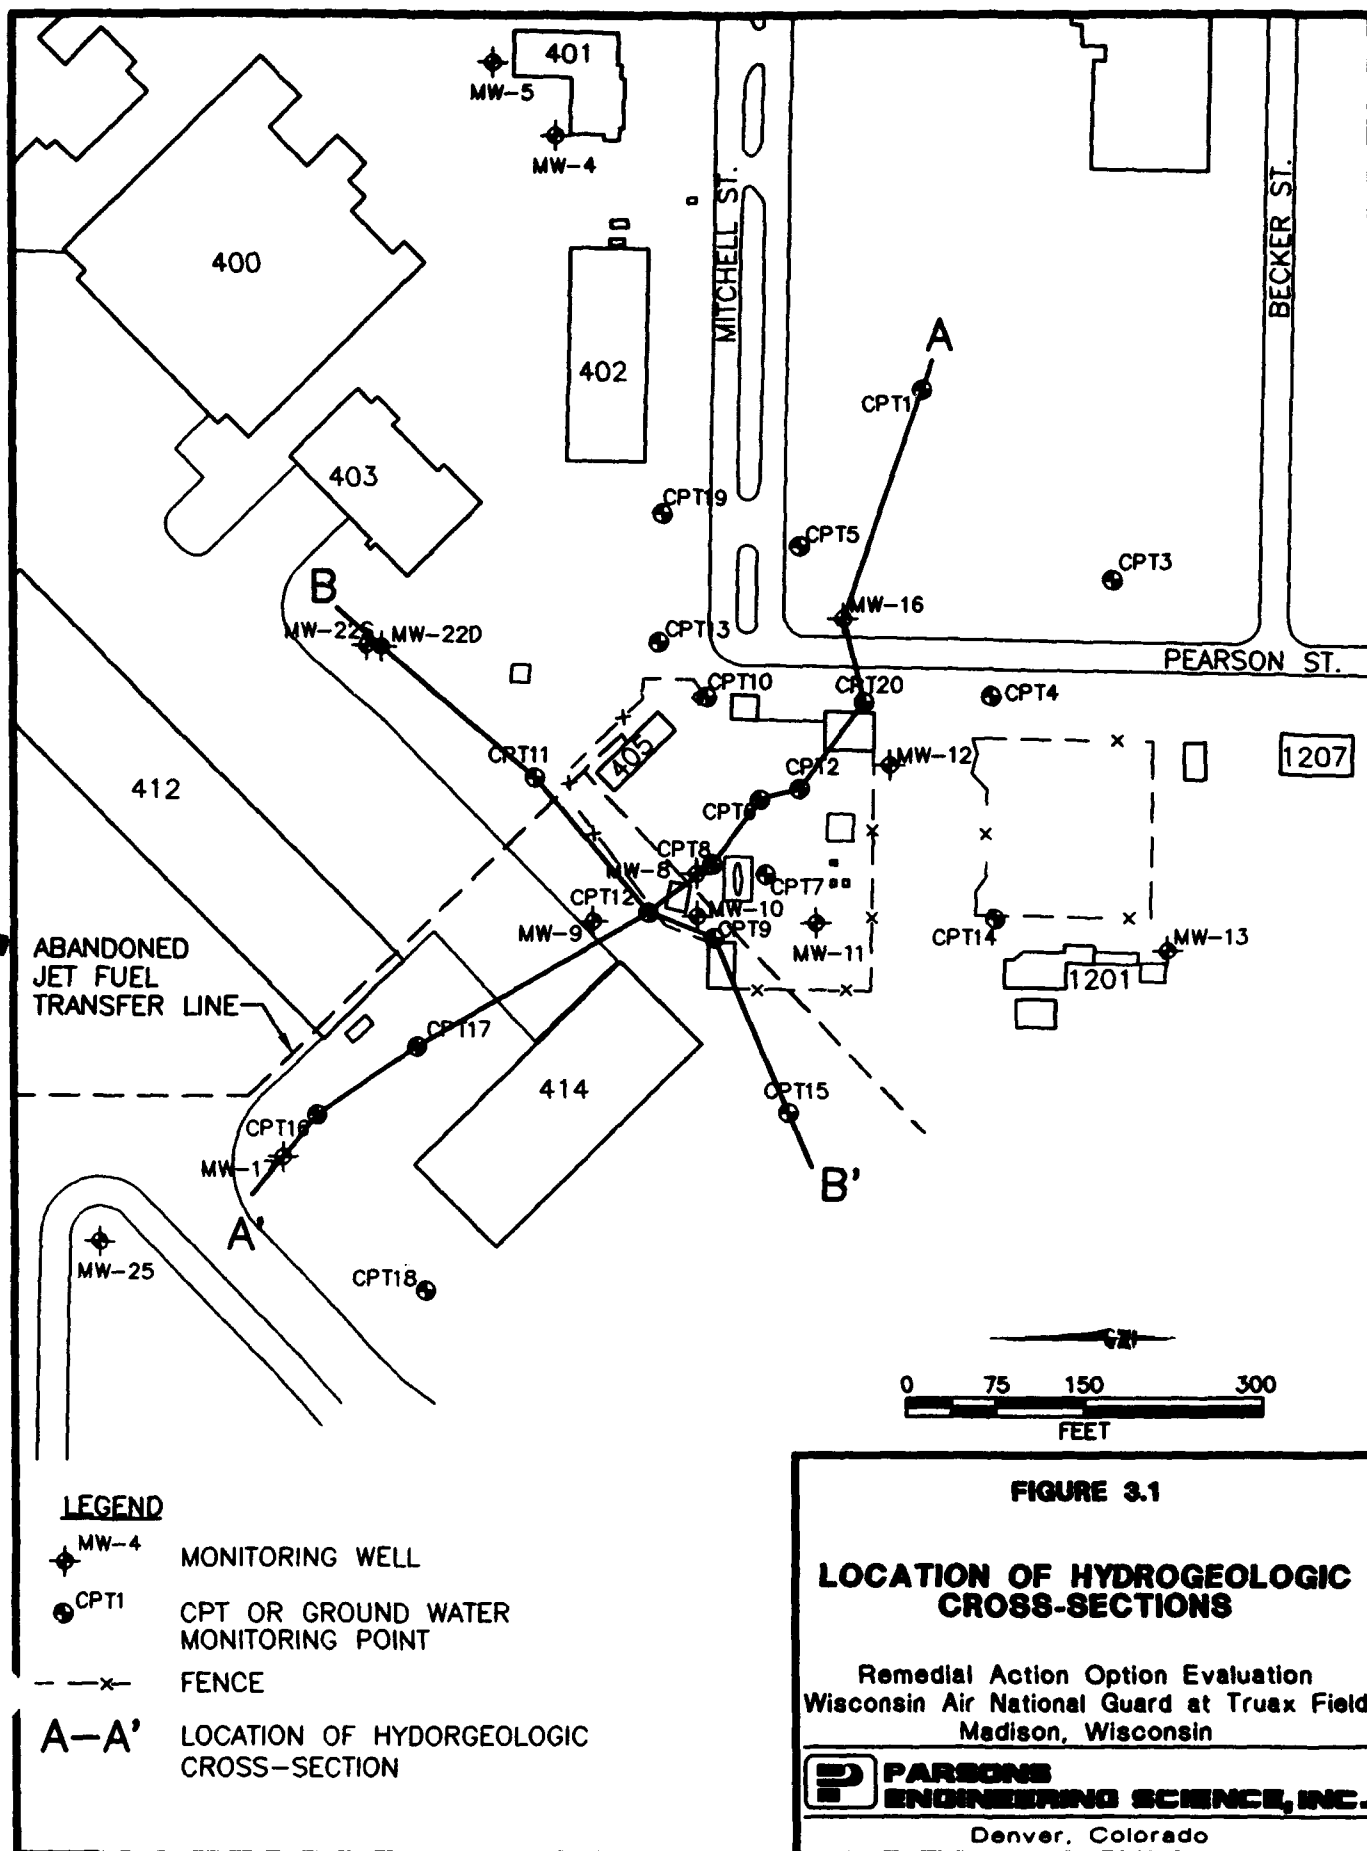 401
MW-5
MW-4
MITCHELL ST.
BECKER ST.
400
402
A
CPT1
403
CPT19
CPT5
CPT3
B
MW-16
MW-22S
MW-22D
CPT13
PEARSON ST.
CPT10
CPT20
CPT4
405
CPT11
CPT2
MW-12
1207
412
CPT6
CPT8
MW-8
CPT7
CPT12
MW-10
MW-9
CPT9
MW-11
CPT14
MW-13
1201
ABANDONED
JET FUEL
TRANSFER LINE
CPT17
414
CPT15
CPT16
MW-17
B'
A'
MW-25
CPT18
0 75 150 300
FEET
LEGEND
MW-4
MONITORING WELL
CPT1
CPT OR GROUND WATER
MONITORING POINT
FENCE
A-A'
LOCATION OF HYDORGEOLOGIC
CROSS-SECTION
FIGURE 3.1
LOCATION OF HYDROGEOLOGIC
CROSS-SECTIONS
Remedial Action Option Evaluation
Wisconsin Air National Guard at Truax Field
Madison, Wisconsin
PARSONS
ENGINEERING SCIENCE, INC.
Denver, Colorado